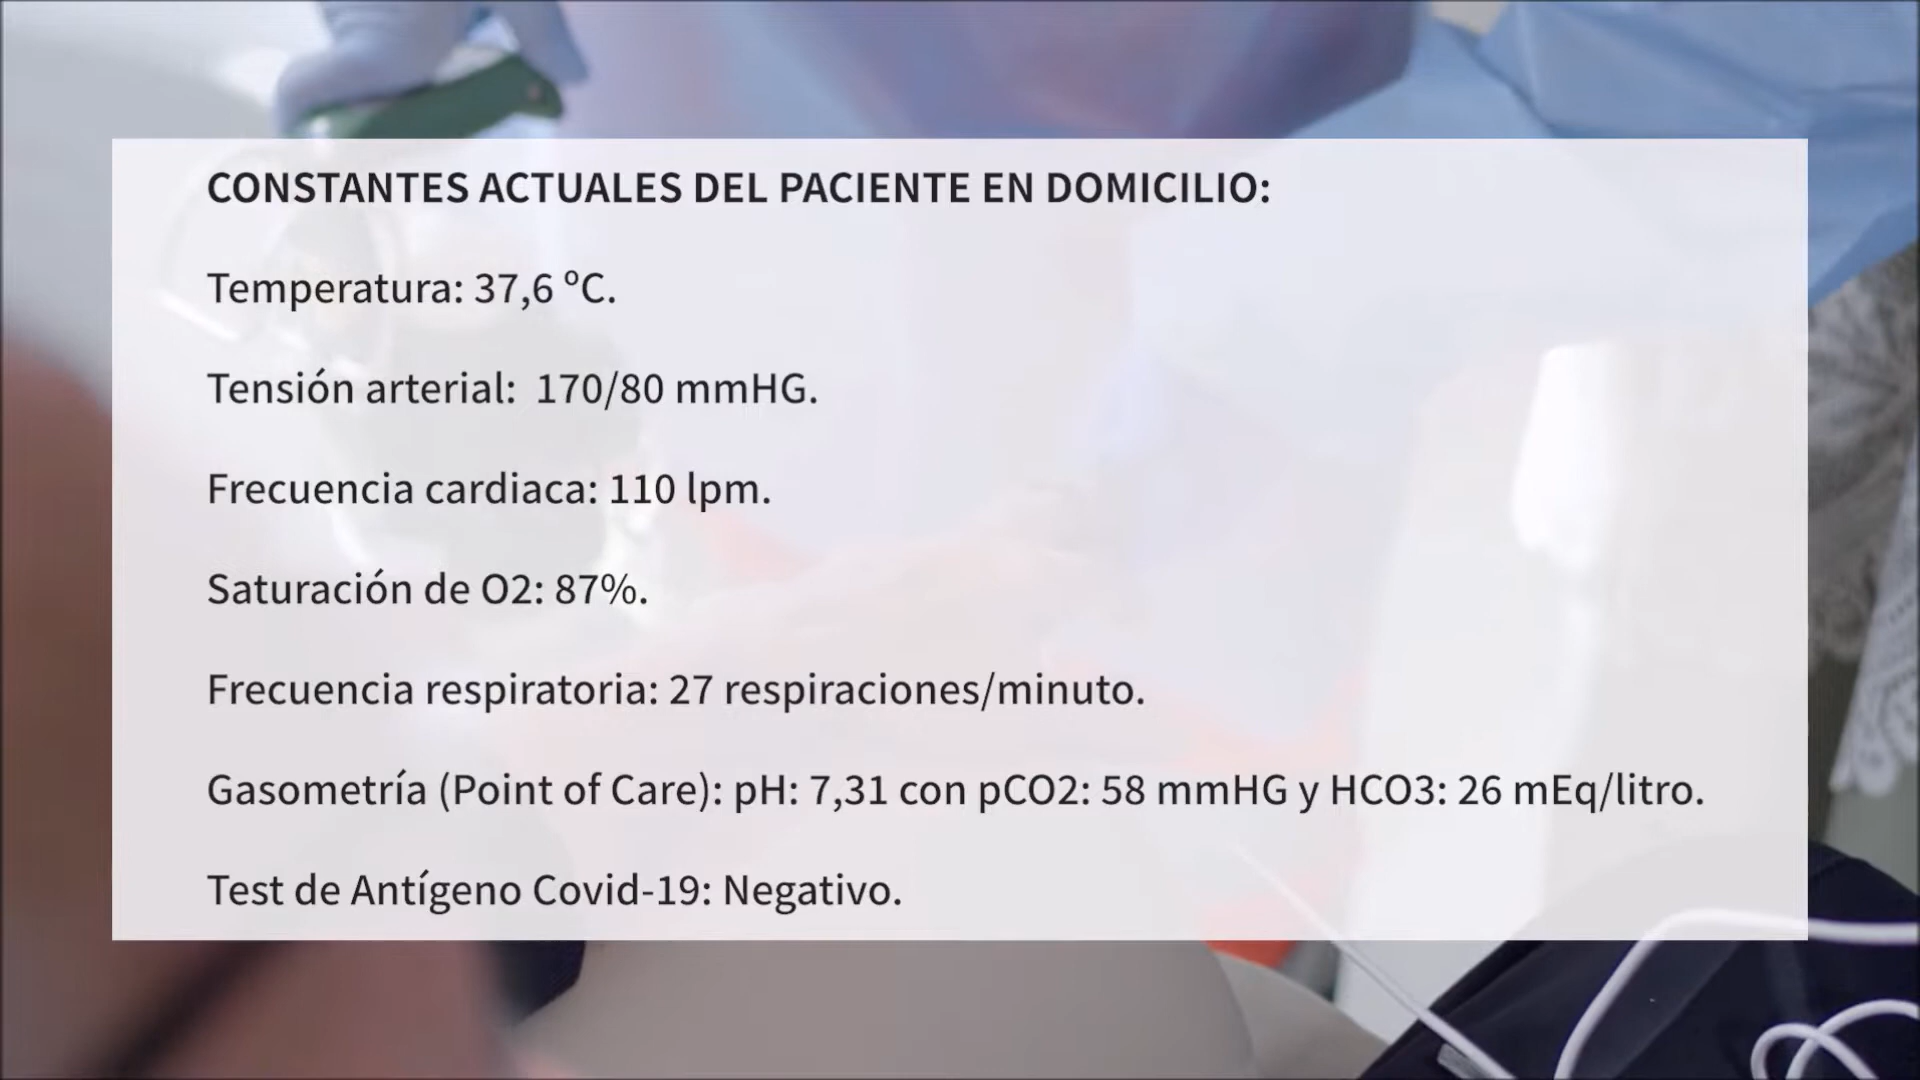 CONSTANTES ACTUALES DEL PACIENTE EN DOMICILIO:
Temperatura: 37,6 ºC.
Tensión arterial:  170/80 mmHG.
Frecuencia cardiaca: 110 lpm.
Saturación de O2: 87%.
Frecuencia respiratoria: 27 respiraciones/minuto.
Gasometría (Point of Care): pH: 7,31 con pCO2: 58 mmHG y HCO3: 26 mEq/litro.
Test de Antígeno Covid-19: Negativo.